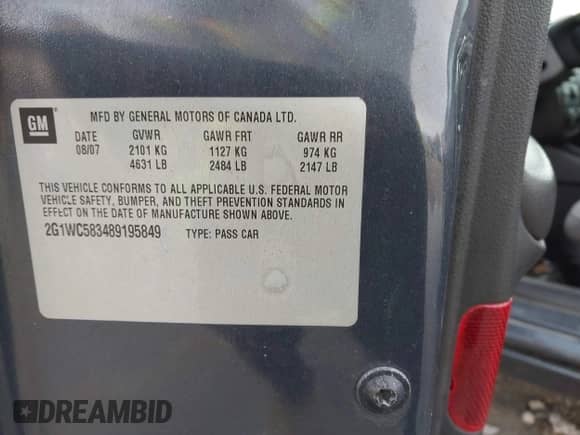 GM
MFD BY GENERAL MOTORS OF CANADA LTD.
DATE GVWR GAWR FRT GAWR RR
08/07 2101 KG 1127 KG 974 KG
4631 LB 2484 LB 2147 LB
THIS VEHICLE CONFORMS TO ALL APPLICABLE U.S. FEDERAL MOTOR
VEHICLE SAFETY, BUMPER, AND THEFT PREVENTION STANDARDS IN
EFFECT ON THE DATE OF MANUFACTURE SHOWN ABOVE.
2G1WC583489195849 TYPE: PASS CAR
DREAMBID